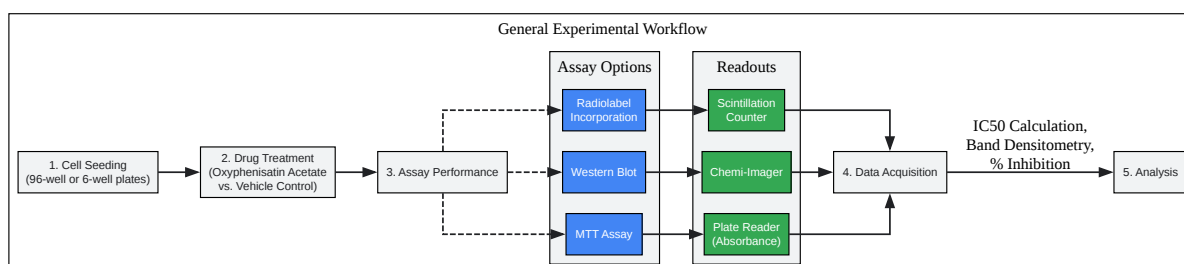 General Experimental Workflow
Assay Options
Readouts
Radiolabel
Incorporation
Scintillation
Counter
IC50 Calculation,
Band Densitometry,
% Inhibition
1. Cell Seeding
(96-well or 6-well plates)
2. Drug Treatment
(Oxyphenisatin Acetate
vs. Vehicle Control)
3. Assay Performance
Western Blot
Chemi-Imager
4. Data Acquisition
5. Analysis
MTT Assay
Plate Reader
(Absorbance)